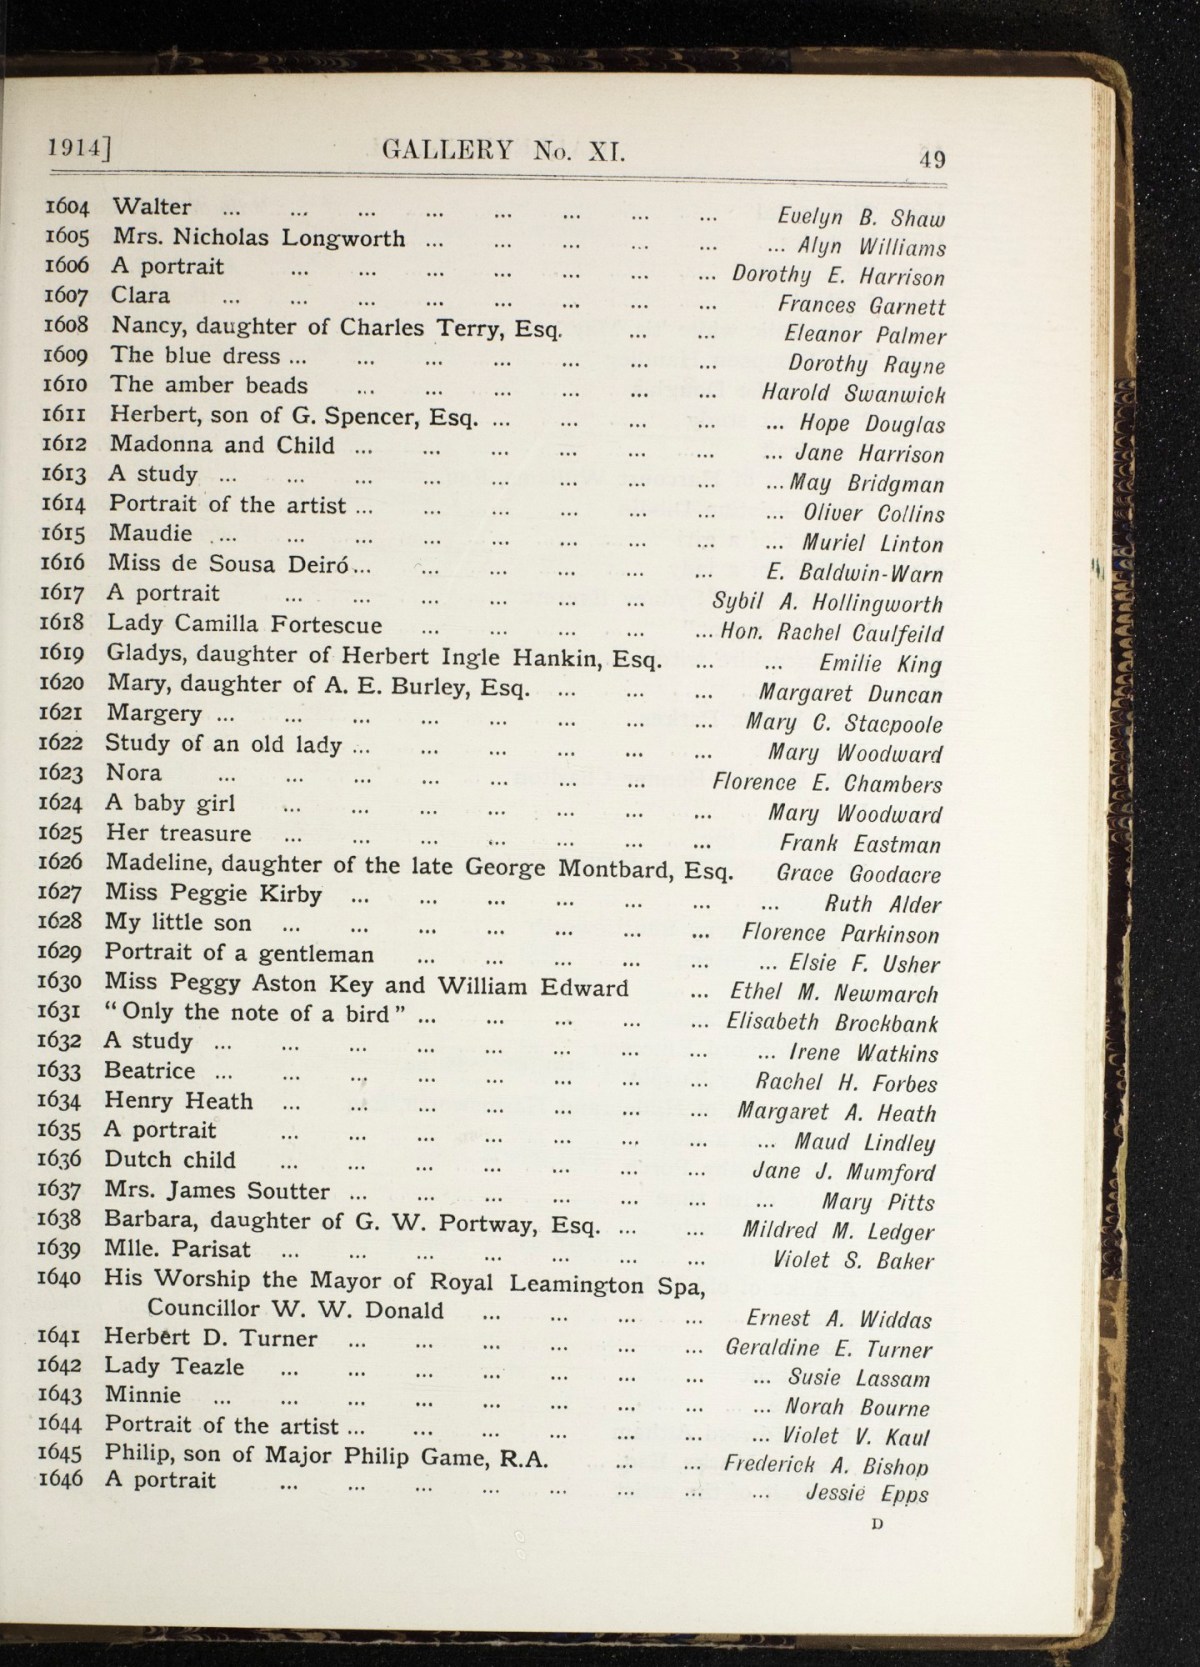 1914] GALLERY No. XI. 49
1604 Walter ... ... ... ... ... ... ... ... Evelyn B. Shaw
1605 Mrs. Nicholas Longworth ... ... ... ... ... ... Alyn Williams
1606 A portrait ... ... ... ... ... ... ... Dorothy E. Harrison
1607 Clara ... ... ... ... ... ... ... ... Frances Garnett
1608 Nancy, daughter of Charles Terry, Esq. ... ... Eleanor Palmer
1609 The blue dress ... ... ... ... ... ... ... Dorothy Rayne
1610 The amber beads ... ... ... ... ... ... Harold Swanwick
1611 Herbert, son of G. Spencer, Esq. ... ... ... ... ... Hope Douglas
1612 Madonna and Child ... ... ... ... ... ... ... Jane Harrison
1613 A study ... ... ... ... ... ... ... ... ... May Bridgman
1614 Portrait of the artist ... ... ... ... ... ... ... Oliver Collins
1615 Maudie ... ... ... ... ... ... ... ... ... Muriel Linton
1616 Miss de Sousa Deiró ... ... ... ... ... ... E. Baldwin-Warn
1617 A portrait ... ... ... ... ... ... Sybil A. Hollingworth
1618 Lady Camilla Fortescue ... ... ... ... ... Hon. Rachel Caulfeild
1619 Gladys, daughter of Herbert Ingle Hankin, Esq. ... ... Emilie King
1620 Mary, daughter of A. E. Burley, Esq. ... ... ... Margaret Duncan
1621 Margery ... ... ... ... ... ... ... ... Mary C. Stacpoole
1622 Study of an old lady ... ... ... ... ... ... Mary Woodward
1623 Nora ... ... ... ... ... ... ... Florence E. Chambers
1624 A baby girl ... ... ... ... ... ... ... Mary Woodward
1625 Her treasure ... ... ... ... ... ... ... Frank Eastman
1626 Madeline, daughter of the late George Montbard, Esq. Grace Goodacre
1627 Miss Peggie Kirby ... ... ... ... ... ... ... Ruth Alder
1628 My little son ... ... ... ... ... ... ... Florence Parkinson
1629 Portrait of a gentleman ... ... ... ... ... ... Elsie F. Usher
1630 Miss Peggy Aston Key and William Edward ... Ethel M. Newmarch
1631 "Only the note of a bird" ... ... ... ... ... Elisabeth Brockbank
1632 A study ... ... ... ... ... ... ... ... ... Irene Watkins
1633 Beatrice ... ... ... ... ... ... ... ... Rachel H. Forbes
1634 Henry Heath ... ... ... ... ... ... ... Margaret A. Heath
1635 A portrait ... ... ... ... ... ... ... ... Maud Lindley
1636 Dutch child ... ... ... ... ... ... ... Jane J. Mumford
1637 Mrs. James Soutter ... ... ... ... ... ... ... Mary Pitts
1638 Barbara, daughter of G. W. Portway, Esq. ... ... Mildred M. Ledger
1639 Mlle. Parisat ... ... ... ... ... ... ... Violet S. Baker
1640 His Worship the Mayor of Royal Leamington Spa,
Councillor W. W. Donald ... ... ... ... Ernest A. Widdas
1641 Herbert D. Turner ... ... ... ... ... ... Geraldine E. Turner
1642 Lady Teazle ... ... ... ... ... ... ... ... Susie Lassam
1643 Minnie ... ... ... ... ... ... ... ... ... Norah Bourne
1644 Portrait of the artist ... ... ... ... ... ... ... Violet V. Kaul
1645 Philip, son of Major Philip Game, R.A. ... ... Frederick A. Bishop
1646 A portrait ... ... ... ... ... ... ... ... Jessie Epps
D